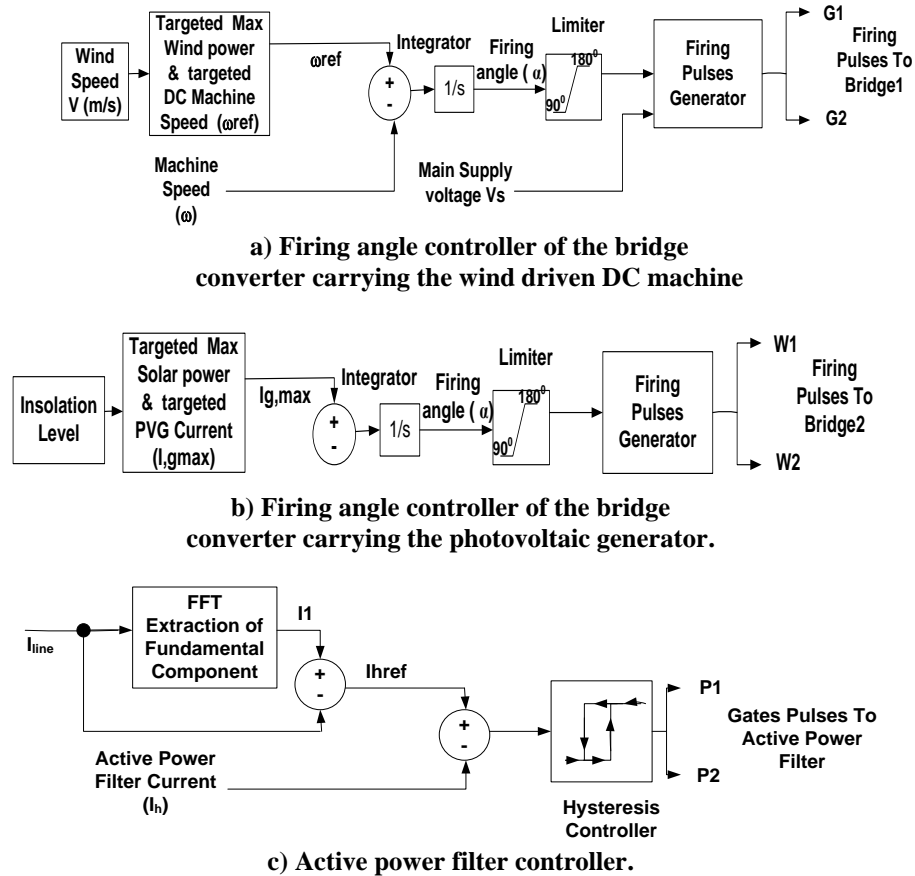 Wind
Speed
V (m/s)
Targeted Max
Wind power
& targeted
DC Machine
Speed (ωref)
ωref
+
-
Integrator
1/s
Firing
angle ( α)
Limiter
180⁰
90⁰
Firing
Pulses
Generator
G1
Firing
Pulses To
Bridge1
G2
Machine
Speed
(ω)
Main Supply
voltage Vs
a) Firing angle controller of the bridge
converter carrying the wind driven DC machine
Insolation
Level
Targeted Max
Solar power
& targeted
PVG Current
(I,gmax)
Ig,max
+
-
Integrator
1/s
Firing
angle ( α)
Limiter
180⁰
90⁰
Firing
Pulses
Generator
W1
Firing
Pulses To
Bridge2
W2
b) Firing angle controller of the bridge
converter carrying the photovoltaic generator.
Iline
FFT
Extraction of
Fundamental
Component
I1
+
-
Ihref
+
-
Active Power
Filter Current
(Ih)
Hysteresis
Controller
P1
Gates Pulses To
Active Power
Filter
P2
c) Active power filter controller.